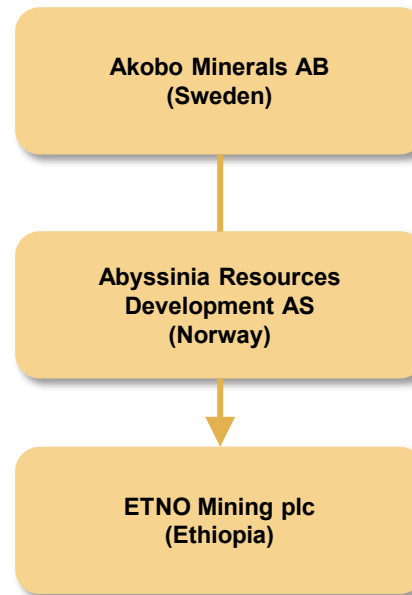 Akobo Minerals AB
(Sweden)
Abyssinia Resources
Development AS
(Norway)
ETNO Mining plc
(Ethiopia)